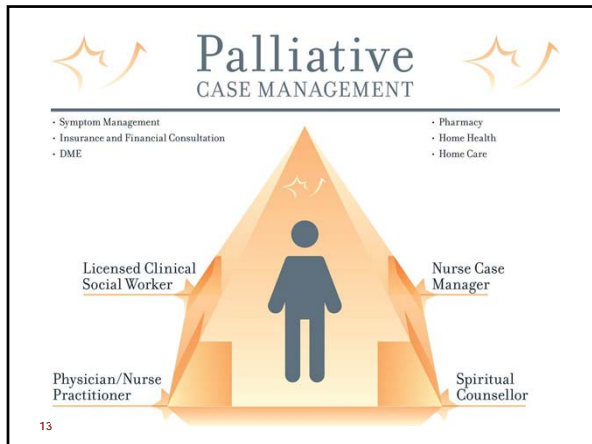 Palliative
CASE MANAGEMENT
· Symptom Management
· Insurance and Financial Consultation
· DME
· Pharmacy
· Home Health
· Home Care
Licensed Clinical
Social Worker
Nurse Case
Manager
Physician/Nurse
Practitioner
Spiritual
Counsellor
13